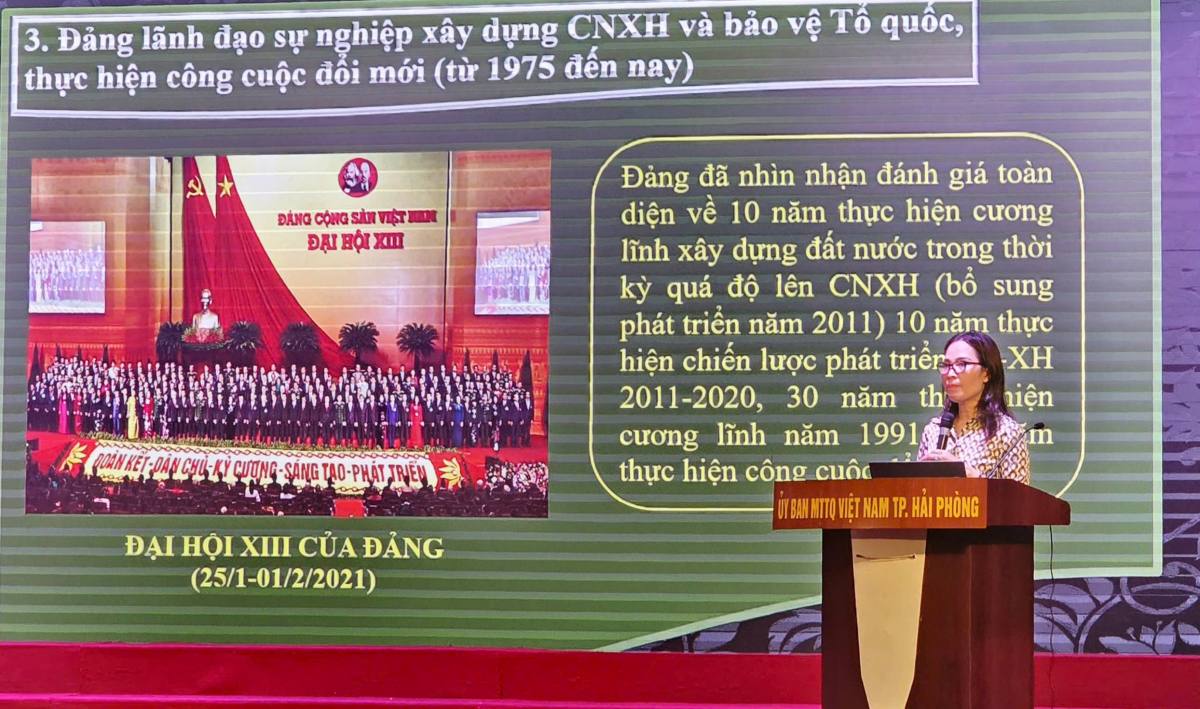 3. Đảng lãnh đạo sự nghiệp xây dựng CNXH và bảo vệ Tổ quốc,
thực hiện công cuộc đổi mới (từ 1975 đến nay)
ĐẢNG CỘNG SẢN VIỆT NAM
ĐẠI HỘI XIII
ĐOÀN KẾT-DÂN CHỦ-KỶ CƯƠNG-SÁNG TẠO-PHÁT TRIỂN
ĐẠI HỘI XIII CỦA ĐẢNG
(25/1-01/2/2021)
Đảng đã nhìn nhận đánh giá toàn
diện về 10 năm thực hiện cương
lĩnh xây dựng đất nước trong thời
kỳ quá độ lên CNXH (bổ sung
phát triển năm 2011) 10 năm thực
hiện chiến lược phát triển -XH
2011-2020, 30 năm hiện
cương lĩnh năm 1991
thực hiện công cuộc
ỦY BAN MTTQ VIỆT NAM TP. HẢI PHÒNG